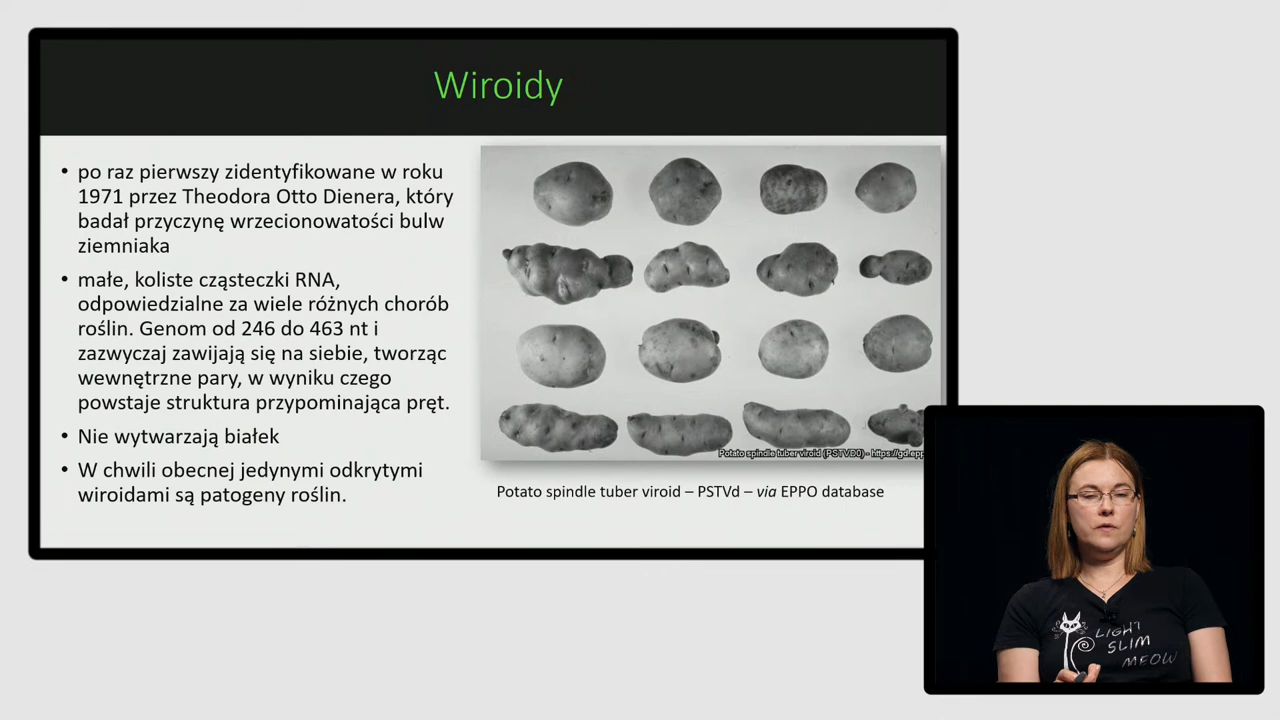 Wiroidy
• po raz pierwszy zidentyfikowane w roku
1971 przez Theodora Otto Dienera, który
badał przyczynę wrzecionowatości bulw
ziemniaka
• małe, koliste cząsteczki RNA,
odpowiedzialne za wiele różnych chorób
roślin. Genom od 246 do 463 nt i
zazwyczaj zawijają się na siebie, tworząc
wewnętrzne pary, w wyniku czego
powstaje struktura przypominająca pręt.
• Nie wytwarzają białek
• W chwili obecnej jedynymi odkrytymi
wiroidami są patogeny roślin.
Potato spindle tuber viroid (PSTVD0) - https://gd.epp
Potato spindle tuber viroid – PSTVd – via EPPO database
LIGHT
SLIM
MEOW